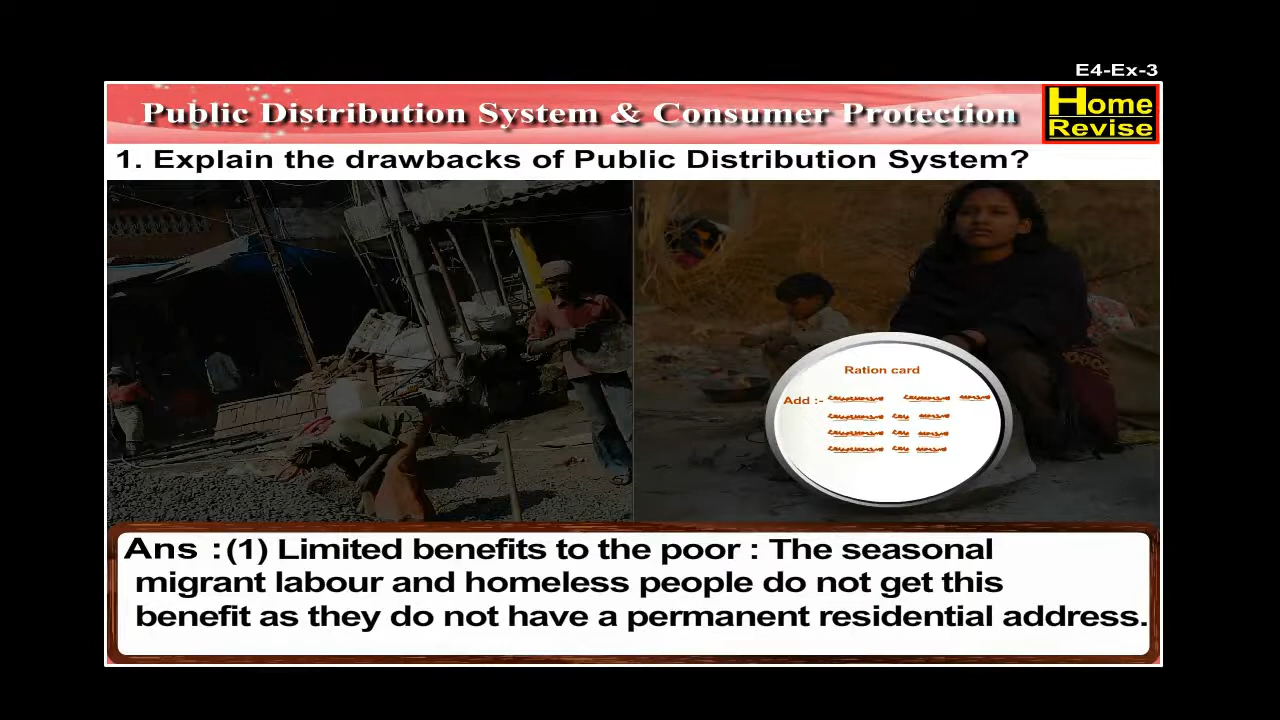 E4-Ex-3
Public Distribution System & Consumer Protection
Home
Revise
1. Explain the drawbacks of Public Distribution System?
Ration card
Add :-
Ans : (1) Limited benefits to the poor : The seasonal
migrant labour and homeless people do not get this
benefit as they do not have a permanent residential address.